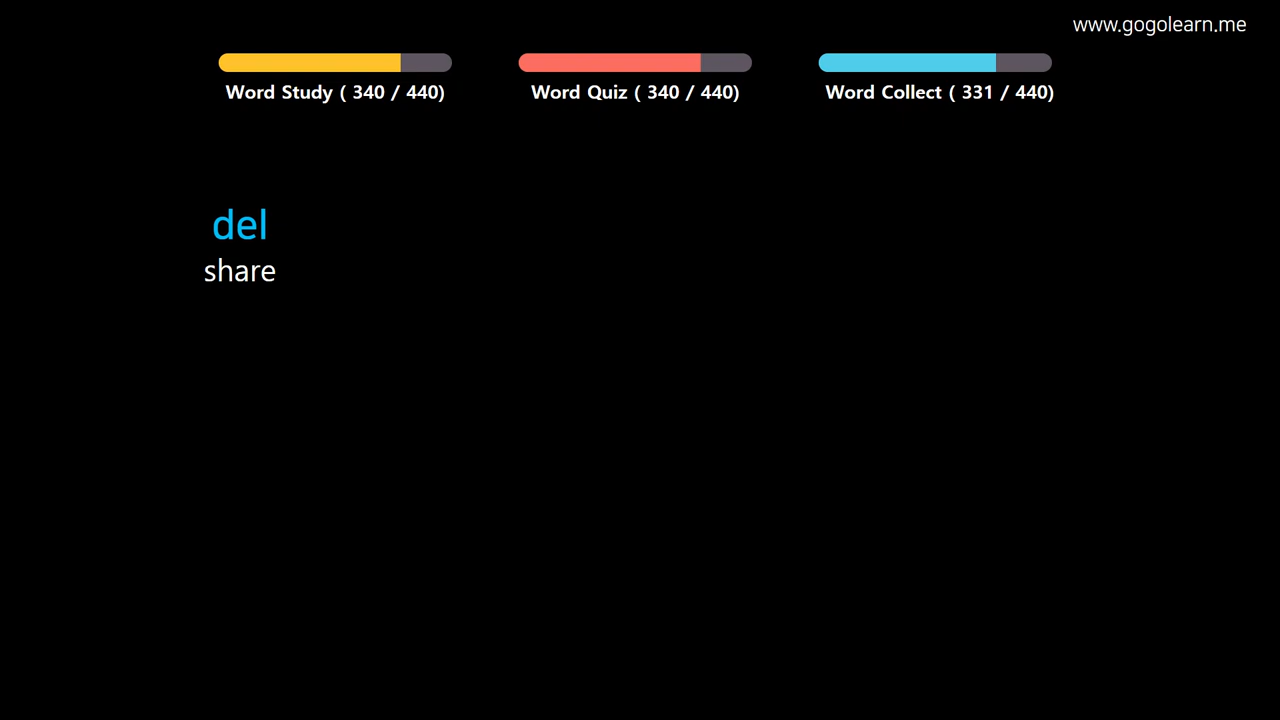 www.gogolearn.me
Word Study ( 340 / 440)
Word Quiz ( 340 / 440)
Word Collect ( 331 / 440)
del
share